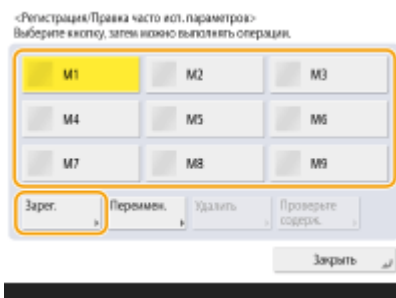 <Регистрация/Правка часто исп. параметров>
Выберите кнопку, затем можно выполнять операции.
M1 M2 M3
M4 M5 M6
M7 M8 M9
Зарег. Переимен. Удалить Проверьте
содерж.
Закрыть